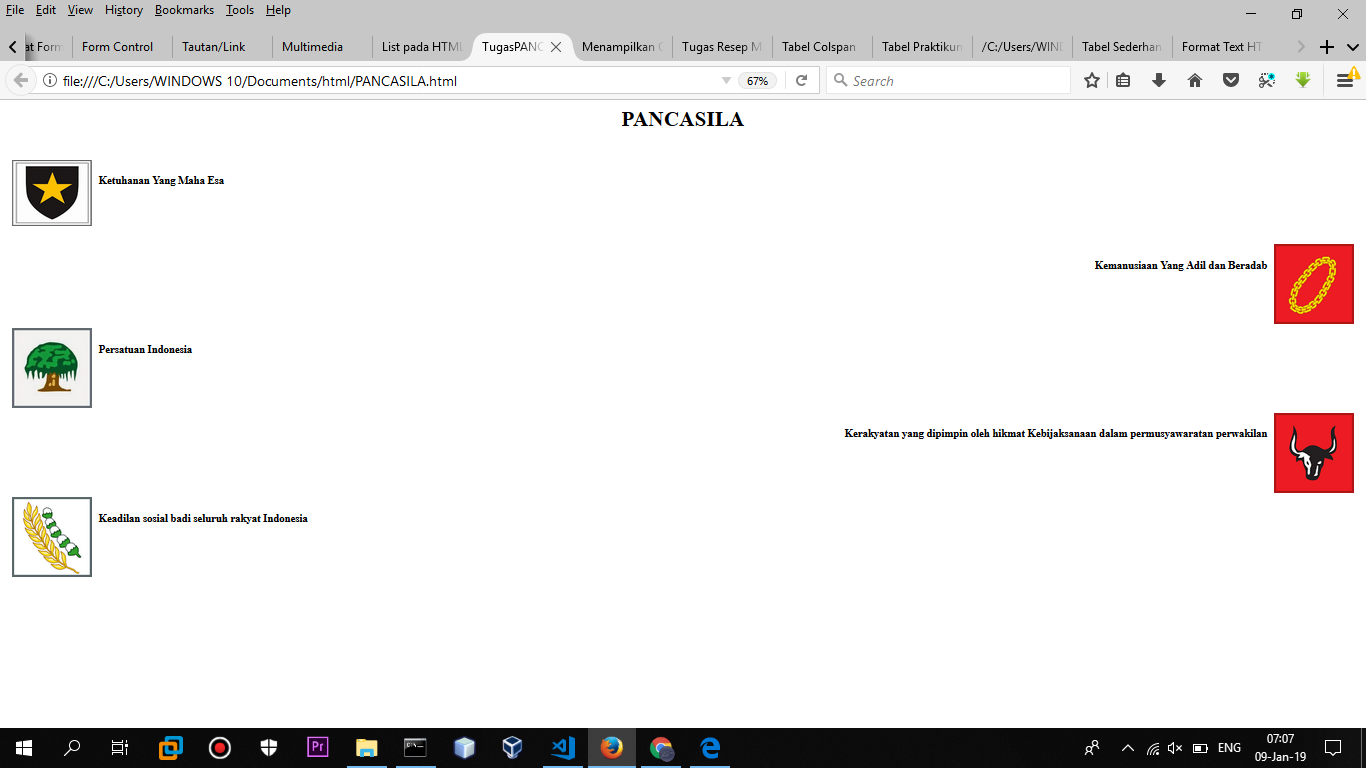 File Edit View History Bookmarks Tools Help
at Form Form Control Tautan/Link Multimedia List pada HTML TugasPANC Menampilkan Tugas Resep M Tabel Colspan Tabel Praktikum /C:/Users/WIN Tabel Sederhan Format Text HT
file:///C:/Users/WINDOWS 10/Documents/html/PANCASILA.html 67% Search
PANCASILA
Ketuhanan Yang Maha Esa
Kemanusiaan Yang Adil dan Beradab
Persatuan Indonesia
Kerakyatan yang dipimpin oleh hikmat Kebijaksanaan dalam permusyawaratan perwakilan
Keadilan sosial badi seluruh rakyat Indonesia
Pr ENG 07:07
09-Jan-19